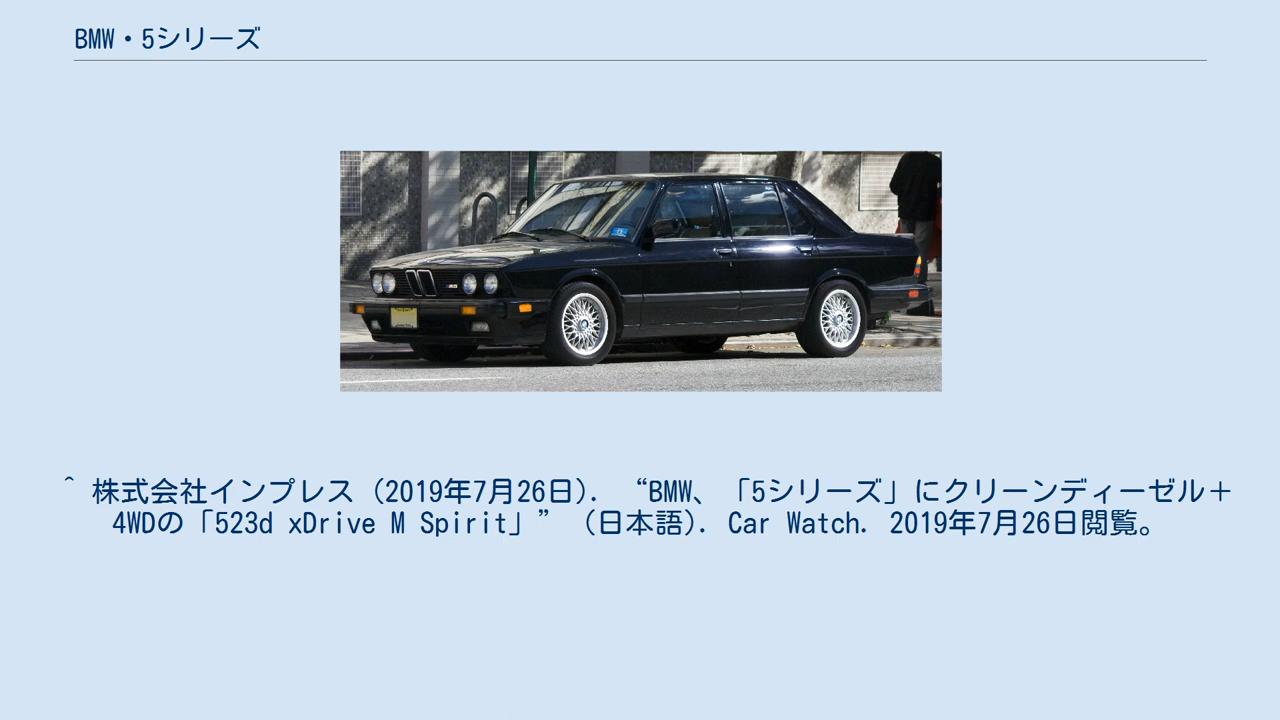 BMW・5シリーズ
^ 株式会社インプレス (2019年7月26日). “BMW、「5シリーズ」にクリーンディーゼル＋
4WDの「523d xDrive M Spirit」” (日本語). Car Watch. 2019年7月26日閲覧。